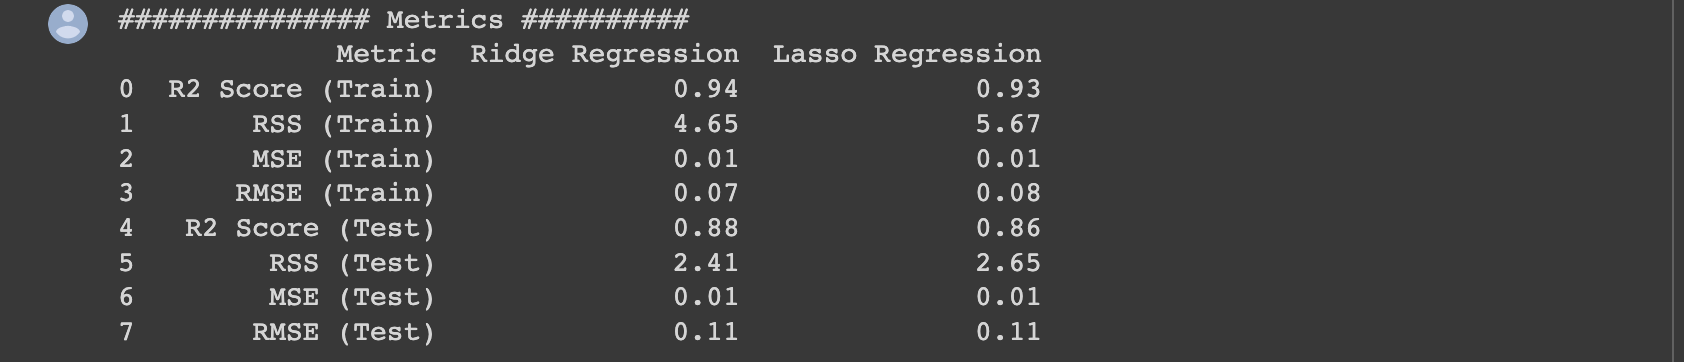 ############### Metrics ##########
Metric Ridge Regression Lasso Regression
0 R2 Score (Train) 0.94 0.93
1 RSS (Train) 4.65 5.67
2 MSE (Train) 0.01 0.01
3 RMSE (Train) 0.07 0.08
4 R2 Score (Test) 0.88 0.86
5 RSS (Test) 2.41 2.65
6 MSE (Test) 0.01 0.01
7 RMSE (Test) 0.11 0.11